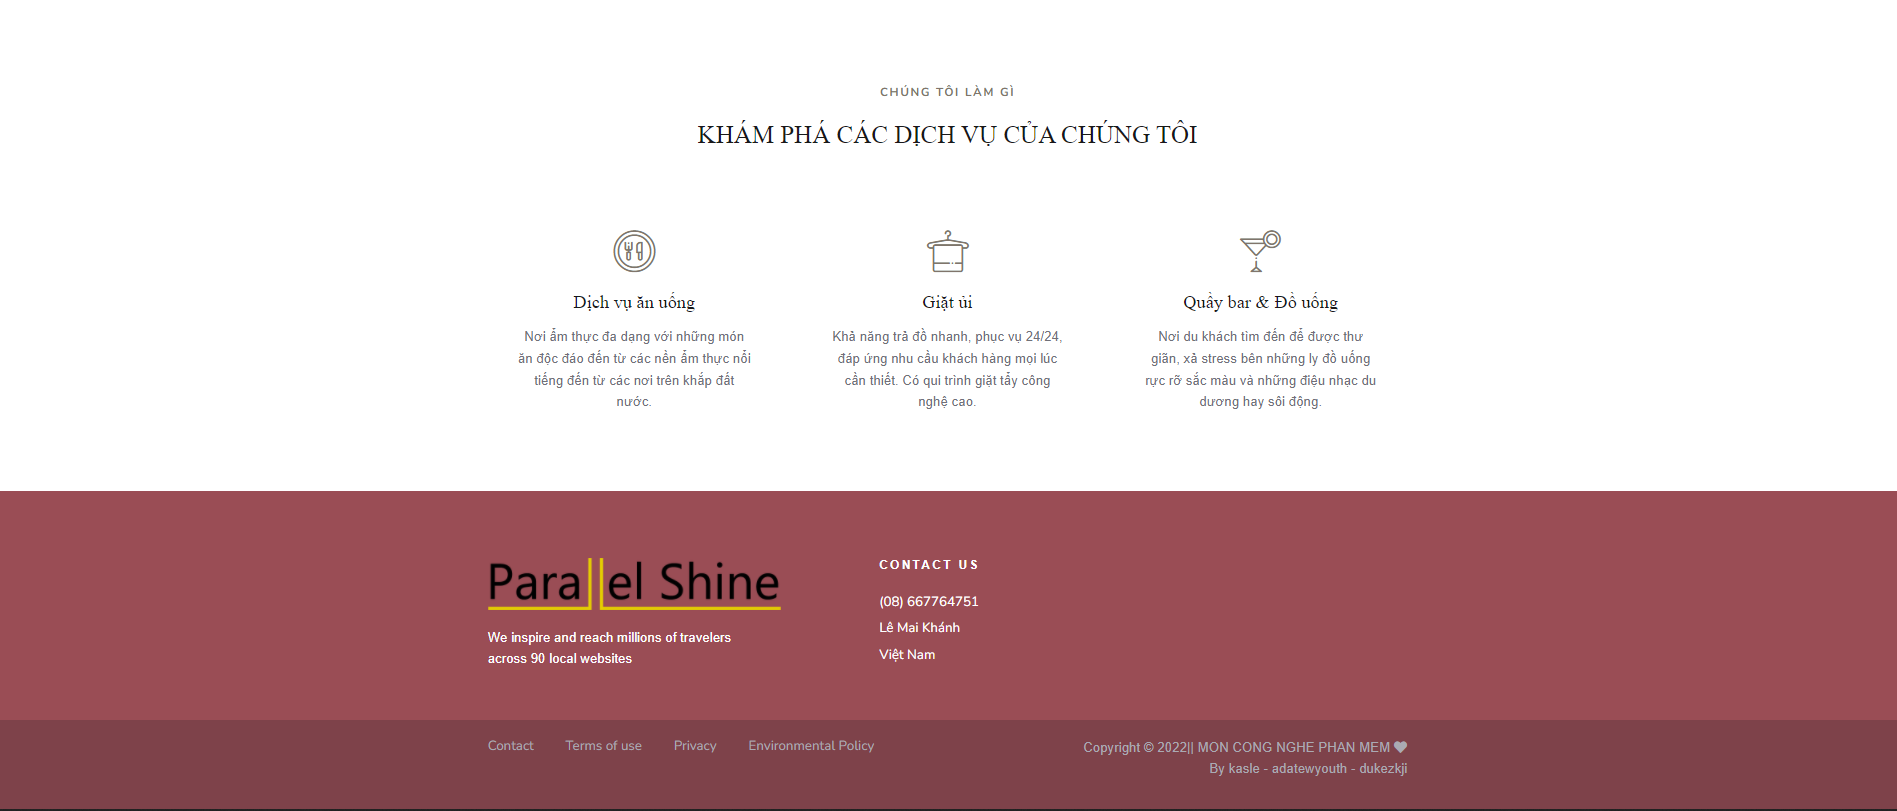 CHÚNG TÔI LÀM GÌ
KHÁM PHÁ CÁC DỊCH VỤ CỦA CHÚNG TÔI
Dịch vụ ăn uống
Nơi ẩm thực đa dạng với những món
ăn độc đáo đến từ các nền ẩm thực nổi
tiếng đến từ các nơi trên khắp đất
nước.
Giặt ủi
Khả năng trả đồ nhanh, phục vụ 24/24,
đáp ứng nhu cầu khách hàng mọi lúc
cần thiết. Có qui trình giặt tẩy công
nghệ cao.
Quầy bar & Đồ uống
Nơi du khách tìm đến để được thư
giãn, xả stress bên những ly đồ uống
rực rỡ sắc màu và những điệu nhạc du
dương hay sôi động.
Parallel Shine
We inspire and reach millions of travelers
across 90 local websites
CONTACT US
(08) 667764751
Lê Mai Khánh
Việt Nam
Contact Terms of use Privacy Environmental Policy
Copyright © 2022|| MON CONG NGHE PHAN MEM
By kasle - adatewyouth - dukezkji